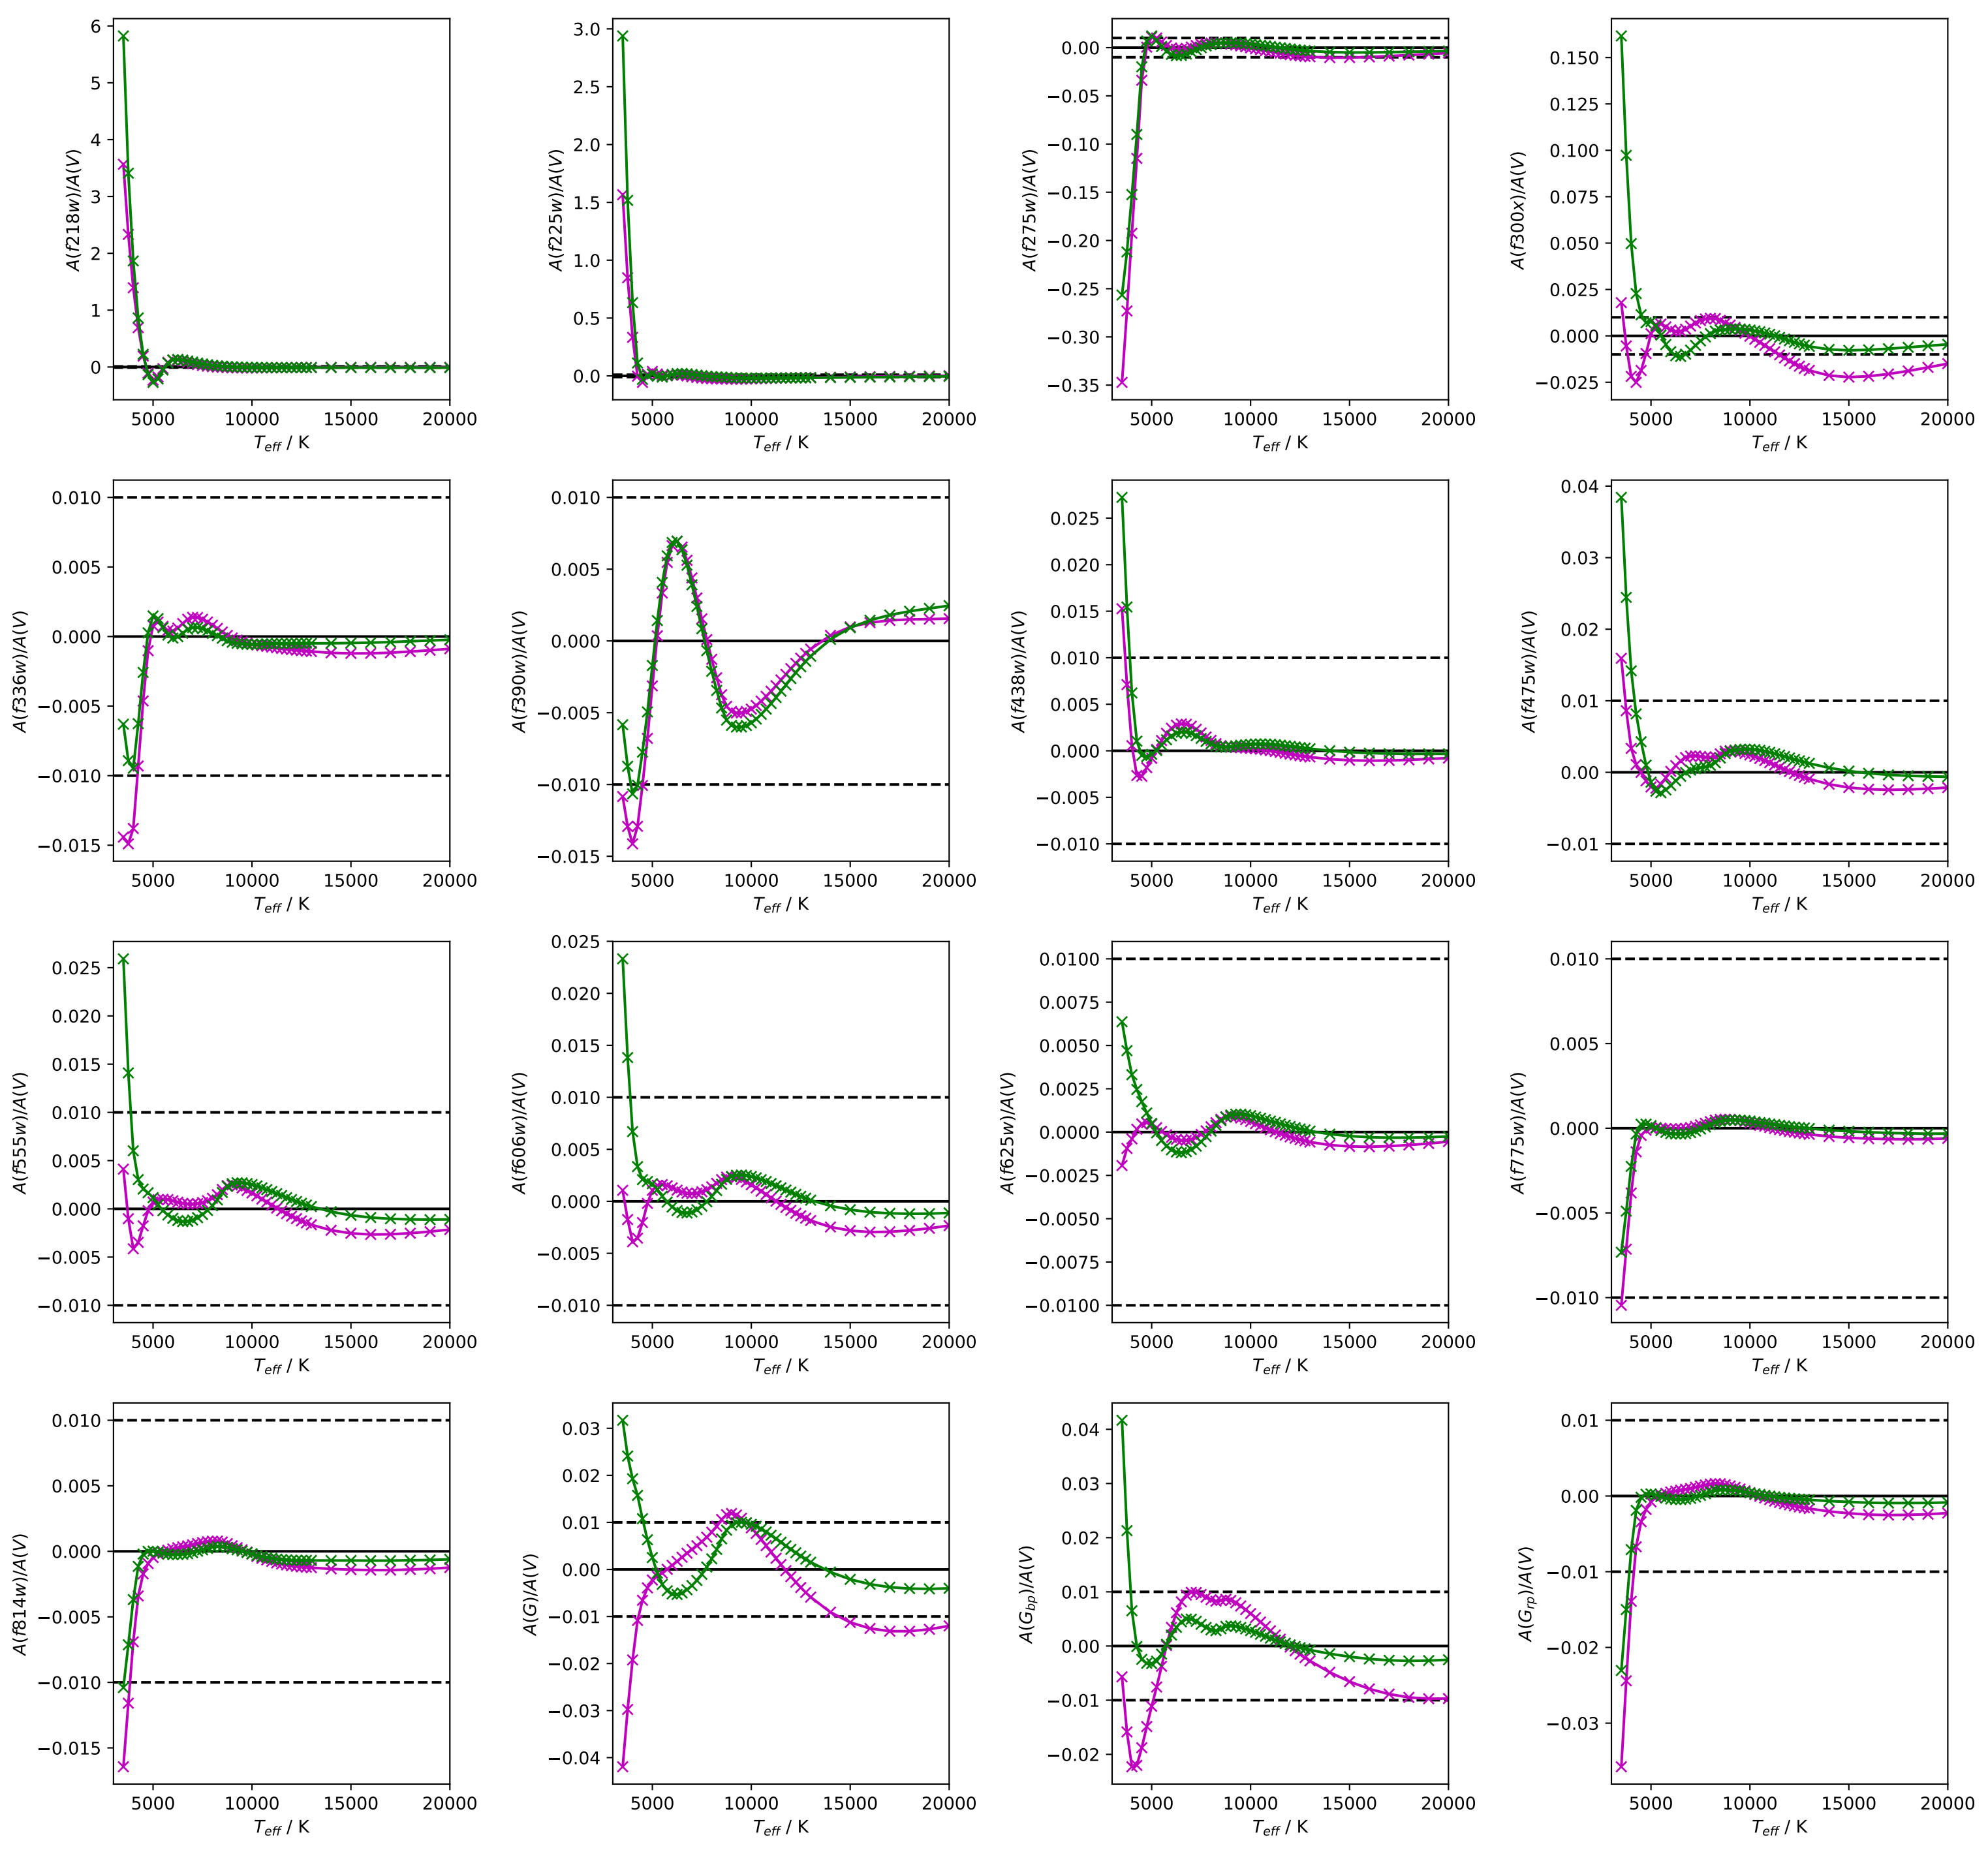 6
5
4
3
2
1
0
A(f218w)/A(V)
5000 10000 15000 20000
T_eff / K
3.0
2.5
2.0
1.5
1.0
0.5
0.0
A(f225w)/A(V)
5000 10000 15000 20000
T_eff / K
0.00
−0.05
−0.10
−0.15
−0.20
−0.25
−0.30
−0.35
A(f275w)/A(V)
5000 10000 15000 20000
T_eff / K
0.150
0.125
0.100
0.075
0.050
0.025
0.000
−0.025
A(f300x)/A(V)
5000 10000 15000 20000
T_eff / K
0.010
0.005
0.000
−0.005
−0.010
−0.015
A(f336w)/A(V)
5000 10000 15000 20000
T_eff / K
0.010
0.005
0.000
−0.005
−0.010
−0.015
A(f390w)/A(V)
5000 10000 15000 20000
T_eff / K
0.025
0.020
0.015
0.010
0.005
0.000
−0.005
−0.010
A(f438w)/A(V)
5000 10000 15000 20000
T_eff / K
0.04
0.03
0.02
0.01
0.00
−0.01
A(f475w)/A(V)
5000 10000 15000 20000
T_eff / K
0.025
0.020
0.015
0.010
0.005
0.000
−0.005
−0.010
A(f555w)/A(V)
5000 10000 15000 20000
T_eff / K
0.025
0.020
0.015
0.010
0.005
0.000
−0.005
−0.010
A(f606w)/A(V)
5000 10000 15000 20000
T_eff / K
0.0100
0.0075
0.0050
0.0025
0.0000
−0.0025
−0.0050
−0.0075
−0.0100
A(f625w)/A(V)
5000 10000 15000 20000
T_eff / K
0.010
0.005
0.000
−0.005
−0.010
A(f775w)/A(V)
5000 10000 15000 20000
T_eff / K
0.010
0.005
0.000
−0.005
−0.010
−0.015
A(f814w)/A(V)
5000 10000 15000 20000
T_eff / K
0.03
0.02
0.01
0.00
−0.01
−0.02
−0.03
−0.04
A(G)/A(V)
5000 10000 15000 20000
T_eff / K
0.04
0.03
0.02
0.01
0.00
−0.01
−0.02
A(G_bp)/A(V)
5000 10000 15000 20000
T_eff / K
0.01
0.00
−0.01
−0.02
−0.03
A(G_rp)/A(V)
5000 10000 15000 20000
T_eff / K